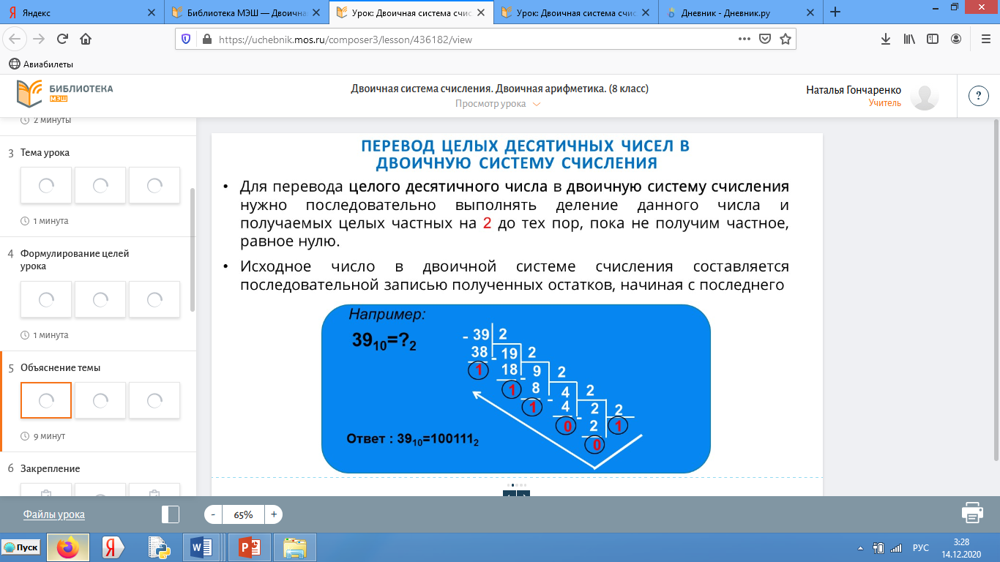 Яндекс
Библиотека МЭШ — Двоична
Урок: Двоичная система счис
Урок: Двоичная система счис
Дневник - Дневник.ру
https://uchebnik.mos.ru/composer3/lesson/436182/view
Авиабилеты
БИБЛИОТЕКА
МЭШ
Двоичная система счисления. Двоичная арифметика. (8 класс)
Просмотр урока
Наталья Гончаренко
Учитель
?
2 минуты
3 Тема урока
1 минута
4 Формулирование целей
урока
1 минута
5 Объяснение темы
9 минут
6 Закрепление
ПЕРЕВОД ЦЕЛЫХ ДЕСЯТИЧНЫХ ЧИСЕЛ В
ДВОИЧНУЮ СИСТЕМУ СЧИСЛЕНИЯ
• Для перевода целого десятичного числа в двоичную систему счисления
нужно последовательно выполнять деление данного числа и
получаемых целых частных на 2 до тех пор, пока не получим частное,
равное нулю.
• Исходное число в двоичной системе счисления составляется
последовательной записью полученных остатков, начиная с последнего
Например:
39₁₀=?₂
- 39 2
38 - 19 2
1 18 - 9 2
1 8 - 4 2
1 4 - 2 2
0 2 1
0
Ответ : 39₁₀=100111₂
Файлы урока
- 65% +
Пуск
РУС
3:28
14.12.2020